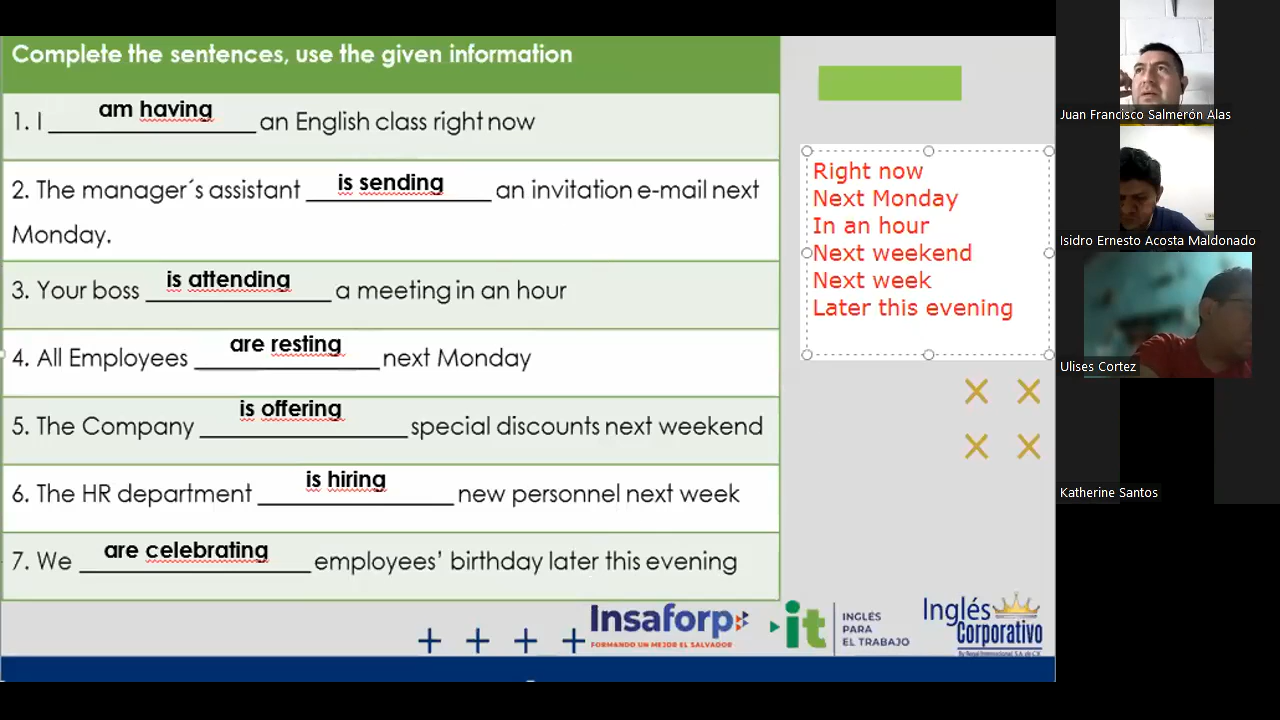 Complete the sentences, use the given information
1. I am having an English class right now
2. The manager´s assistant is sending an invitation e-mail next
Monday.
3. Your boss is attending a meeting in an hour
4. All Employees are resting next Monday
5. The Company is offering special discounts next weekend
6. The HR department is hiring new personnel next week
7. We are celebrating employees’ birthday later this evening
Right now
Next Monday
In an hour
Next weekend
Next week
Later this evening
Insaforp
FORMANDO UN MEJOR EL SALVADOR
it
INGLÉS
PARA
EL TRABAJO
Inglés
Corporativo
Juan Francisco Salmerón Alas
Isidro Ernesto Acosta Maldonado
Ulises Cortez
Katherine Santos